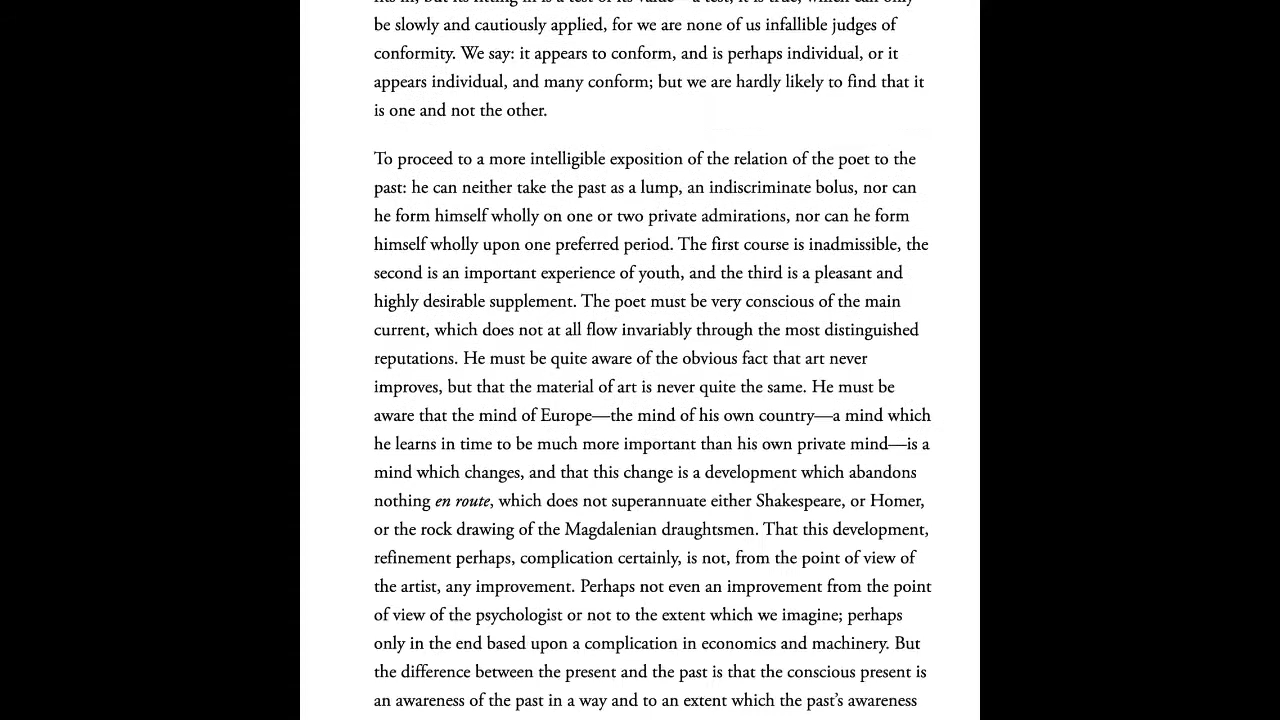 be slowly and cautiously applied, for we are none of us infallible judges of
conformity. We say: it appears to conform, and is perhaps individual, or it
appears individual, and many conform; but we are hardly likely to find that it
is one and not the other.
To proceed to a more intelligible exposition of the relation of the poet to the
past: he can neither take the past as a lump, an indiscriminate bolus, nor can
he form himself wholly on one or two private admirations, nor can he form
himself wholly upon one preferred period. The first course is inadmissible, the
second is an important experience of youth, and the third is a pleasant and
highly desirable supplement. The poet must be very conscious of the main
current, which does not at all flow invariably through the most distinguished
reputations. He must be quite aware of the obvious fact that art never
improves, but that the material of art is never quite the same. He must be
aware that the mind of Europe—the mind of his own country—a mind which
he learns in time to be much more important than his own private mind—is a
mind which changes, and that this change is a development which abandons
nothing en route, which does not superannuate either Shakespeare, or Homer,
or the rock drawing of the Magdalenian draughtsmen. That this development,
refinement perhaps, complication certainly, is not, from the point of view of
the artist, any improvement. Perhaps not even an improvement from the point
of view of the psychologist or not to the extent which we imagine; perhaps
only in the end based upon a complication in economics and machinery. But
the difference between the present and the past is that the conscious present is
an awareness of the past in a way and to an extent which the past's awareness